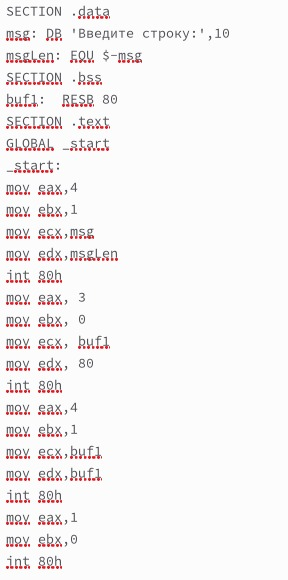 SECTION .data
msg: DB 'Введите строку:',10
msgLen: EQU $-msg
SECTION .bss
buf1:  RESB 80
SECTION .text
GLOBAL _start
_start:
mov eax,4
mov ebx,1
mov ecx,msg
mov edx,msgLen
int 80h
mov eax, 3
mov ebx, 0
mov ecx, buf1
mov edx, 80
int 80h
mov eax,4
mov ebx,1
mov ecx,buf1
mov edx,buf1
int 80h
mov eax,1
mov ebx,0
int 80h